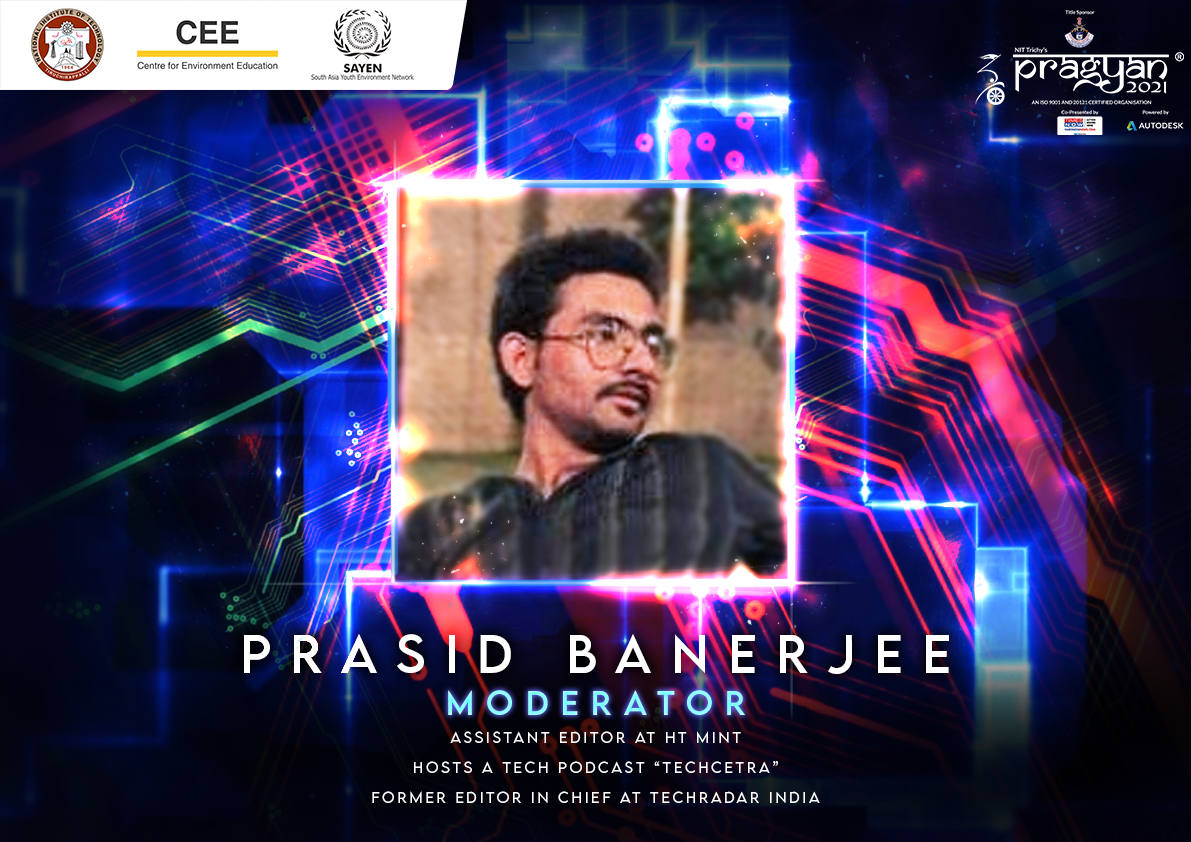 NATIONAL INSTITUTE OF TECHNOLOGY
1964
TIRUCHIRAPPALLI
CEE
Centre for Environment Education
SAYEN
South Asia Youth Environment Network
Title Sponsor
NIT Trichy's
pragyan ®
2021
AN ISO 9001 AND 20121 CERTIFIED ORGANISATION
Co-Presented by
Powered by
AUTODESK
PRASID BANERJEE
MODERATOR
ASSISTANT EDITOR AT HT MINT
HOSTS A TECH PODCAST “TECHCETRA”
FORMER EDITOR IN CHIEF AT TECHRADAR INDIA